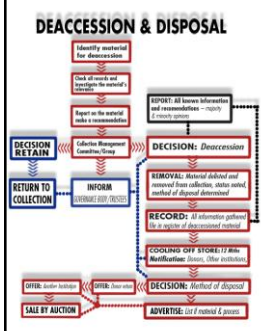 DEACCESSION & DISPOSAL
Identify material
for deaccession
Check all records and
investigate the material's
relevance
Report on the material
make a recommendation
REPORT: All known information
and recommendations – majority
& minority opinions
DECISION
RETAIN
Collection Management
Committee/Group
DECISION: Deaccession
RETURN TO
COLLECTION
INFORM
GOVERNANCE BODY/TRUSTEES
REMOVAL: Material delisted and
removed from collection, status noted,
method of disposal determined
RECORD: All information gathered
file in register of deaccessioned material
COOLING OFF STORE: 12 Mths
Notification: Donors, Other institutions,
OFFER: Another Institution
OFFER: Donor-return
DECISION: Method of disposal
SALE BY AUCTION
ADVERTISE: List if material & process